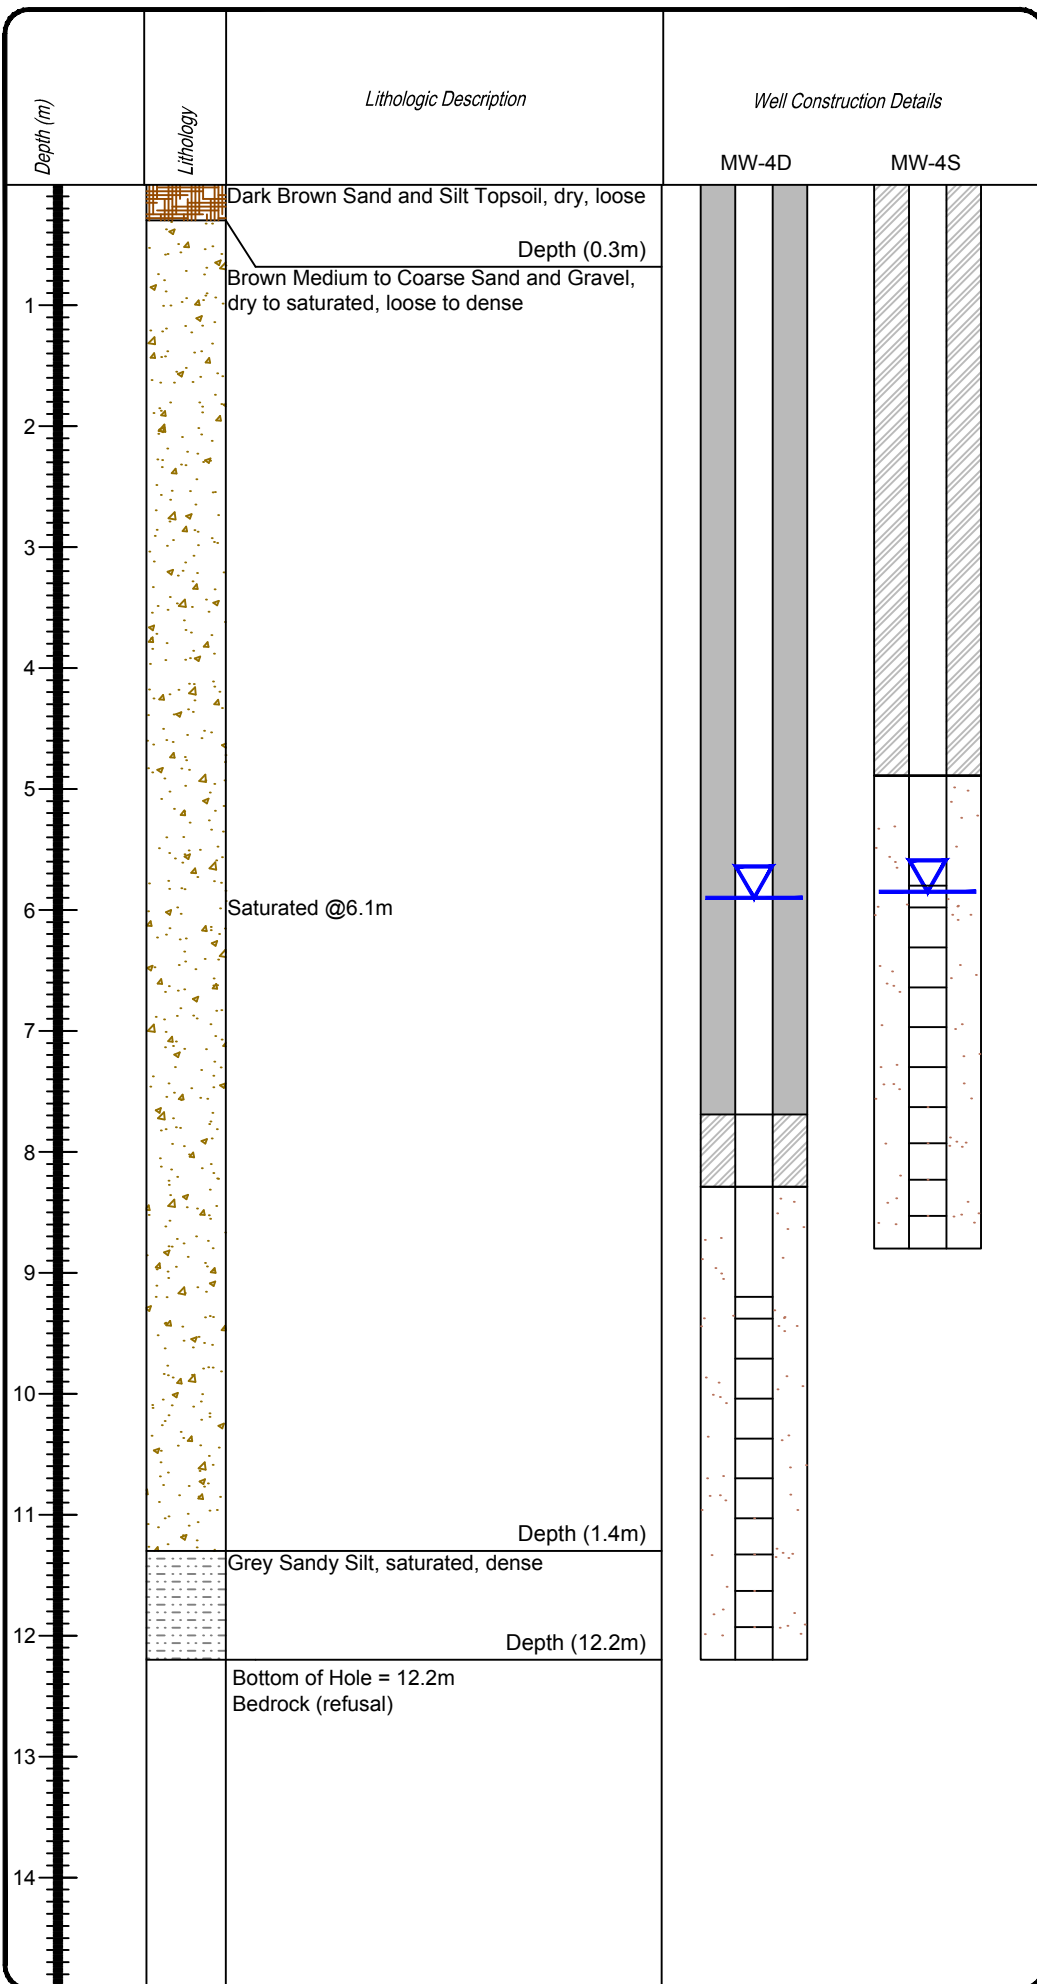 Depth (m)
Lithology
Lithologic Description
Well Construction Details
MW-4D
MW-4S
Dark Brown Sand and Silt Topsoil, dry, loose
Depth (0.3m)
Brown Medium to Coarse Sand and Gravel,
dry to saturated, loose to dense
1
2
3
4
5
Saturated @6.1m
6
7
8
9
10
11
Depth (1.4m)
Grey Sandy Silt, saturated, dense
12
Depth (12.2m)
Bottom of Hole = 12.2m
Bedrock (refusal)
13
14